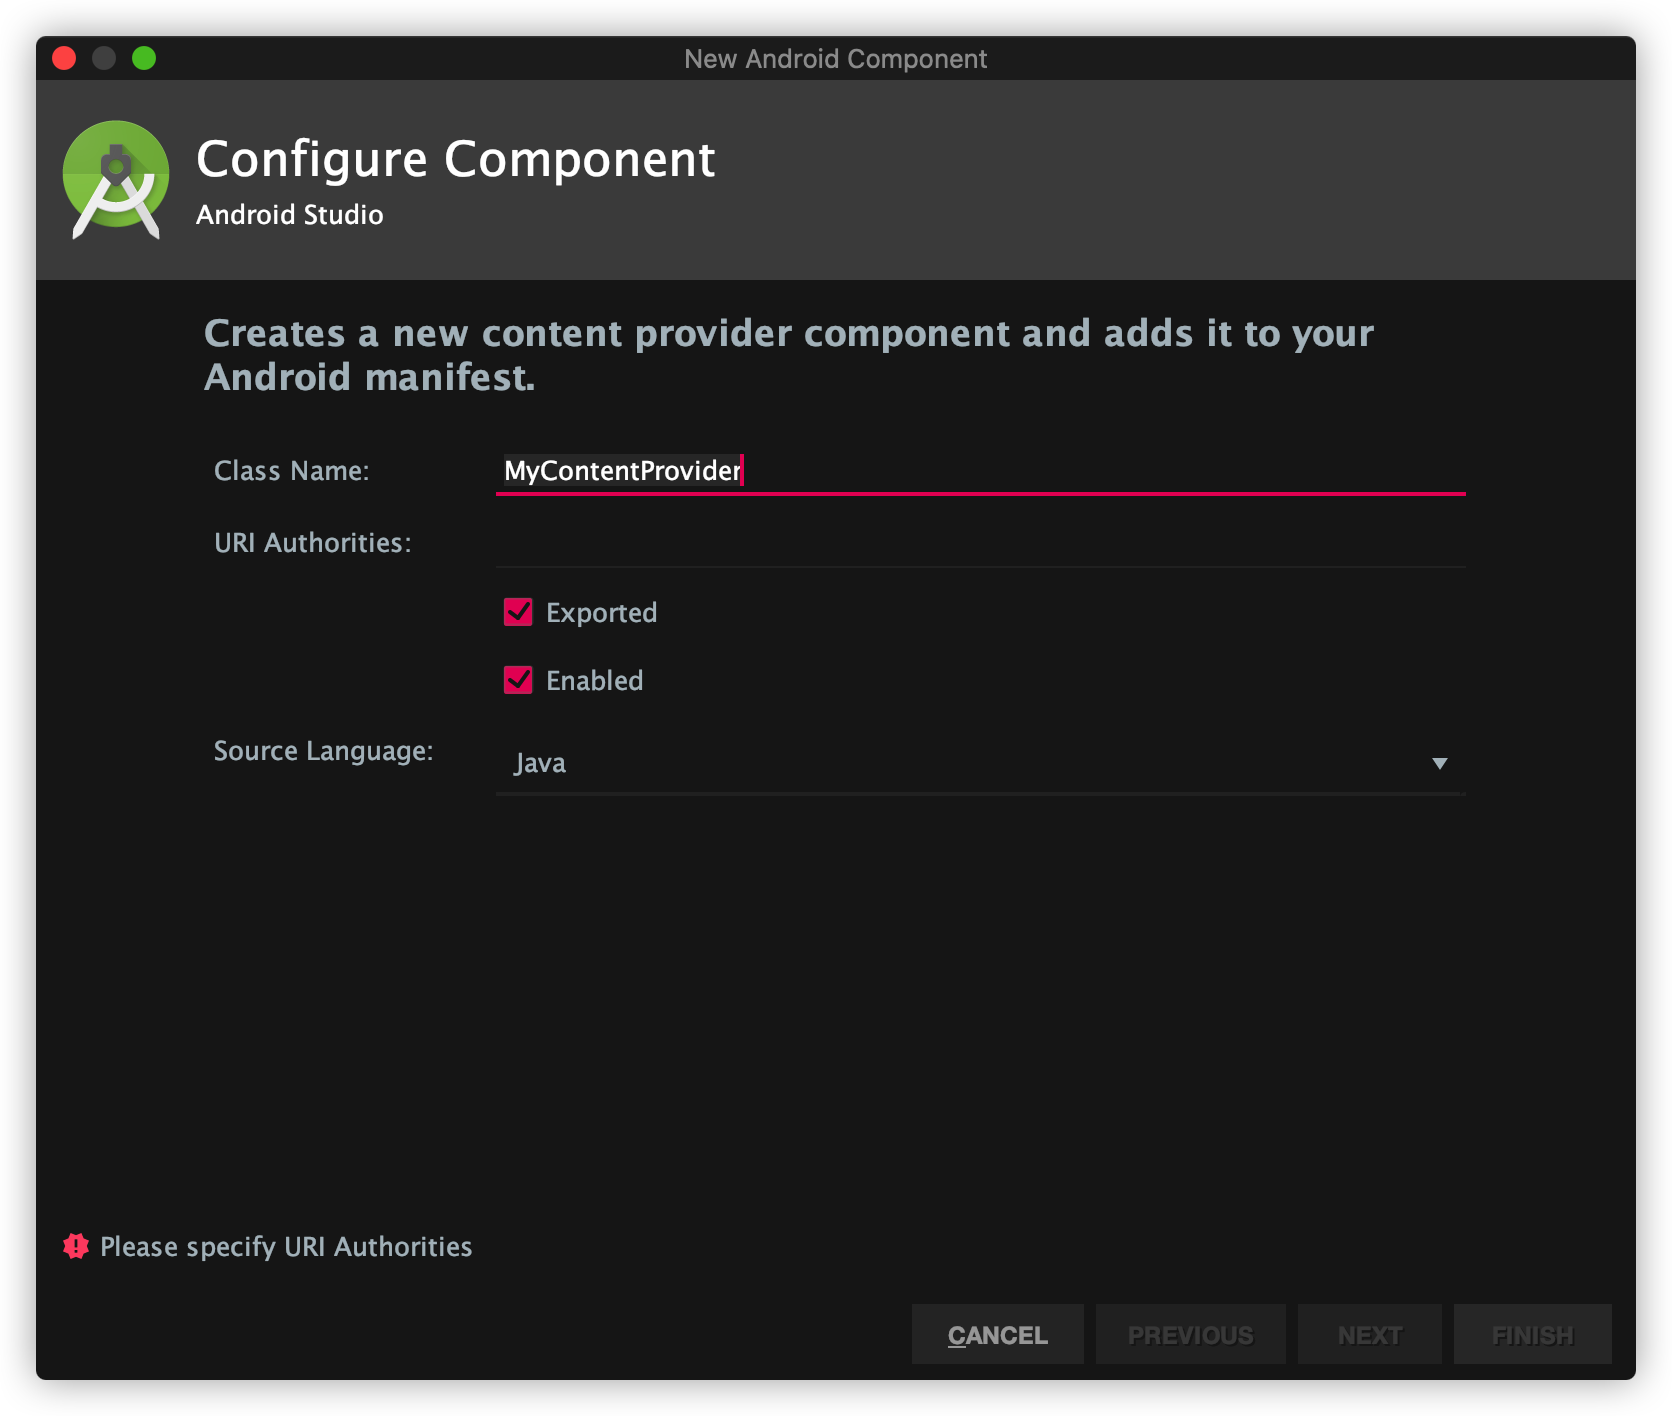 New Android Component
Configure Component
Android Studio
Creates a new content provider component and adds it to your
Android manifest.
Class Name:
MyContentProvider
URI Authorities:
Exported
Enabled
Source Language:
Java
Please specify URI Authorities
CANCEL
PREVIOUS
NEXT
FINISH